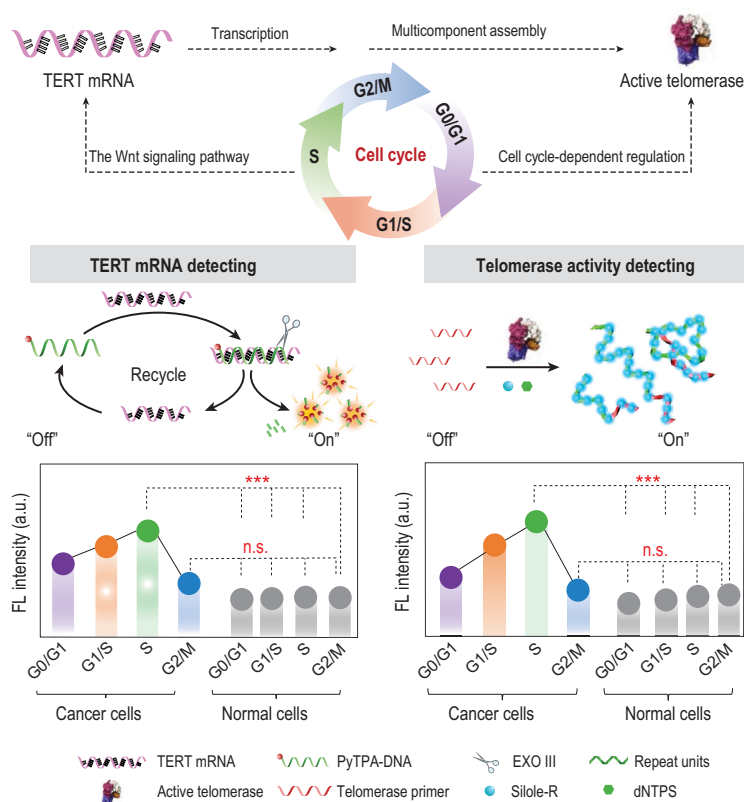 Transcription
Multicomponent assembly
TERT mRNA
Active telomerase
G2/M
G0/G1
S
Cell cycle
G1/S
The Wnt signaling pathway
Cell cycle-dependent regulation
TERT mRNA detecting
Telomerase activity detecting
Recycle
"Off"
"On"
"Off"
"On"
FL intensity (a.u.)
***
n.s.
G0/G1
G1/S
S
G2/M
G0/G1
G1/S
S
G2/M
Cancer cells
Normal cells
FL intensity (a.u.)
***
n.s.
G0/G1
G1/S
S
G2/M
G0/G1
G1/S
S
G2/M
Cancer cells
Normal cells
TERT mRNA
PyTPA-DNA
EXO III
Repeat units
Active telomerase
Telomerase primer
Silole-R
dNTPS